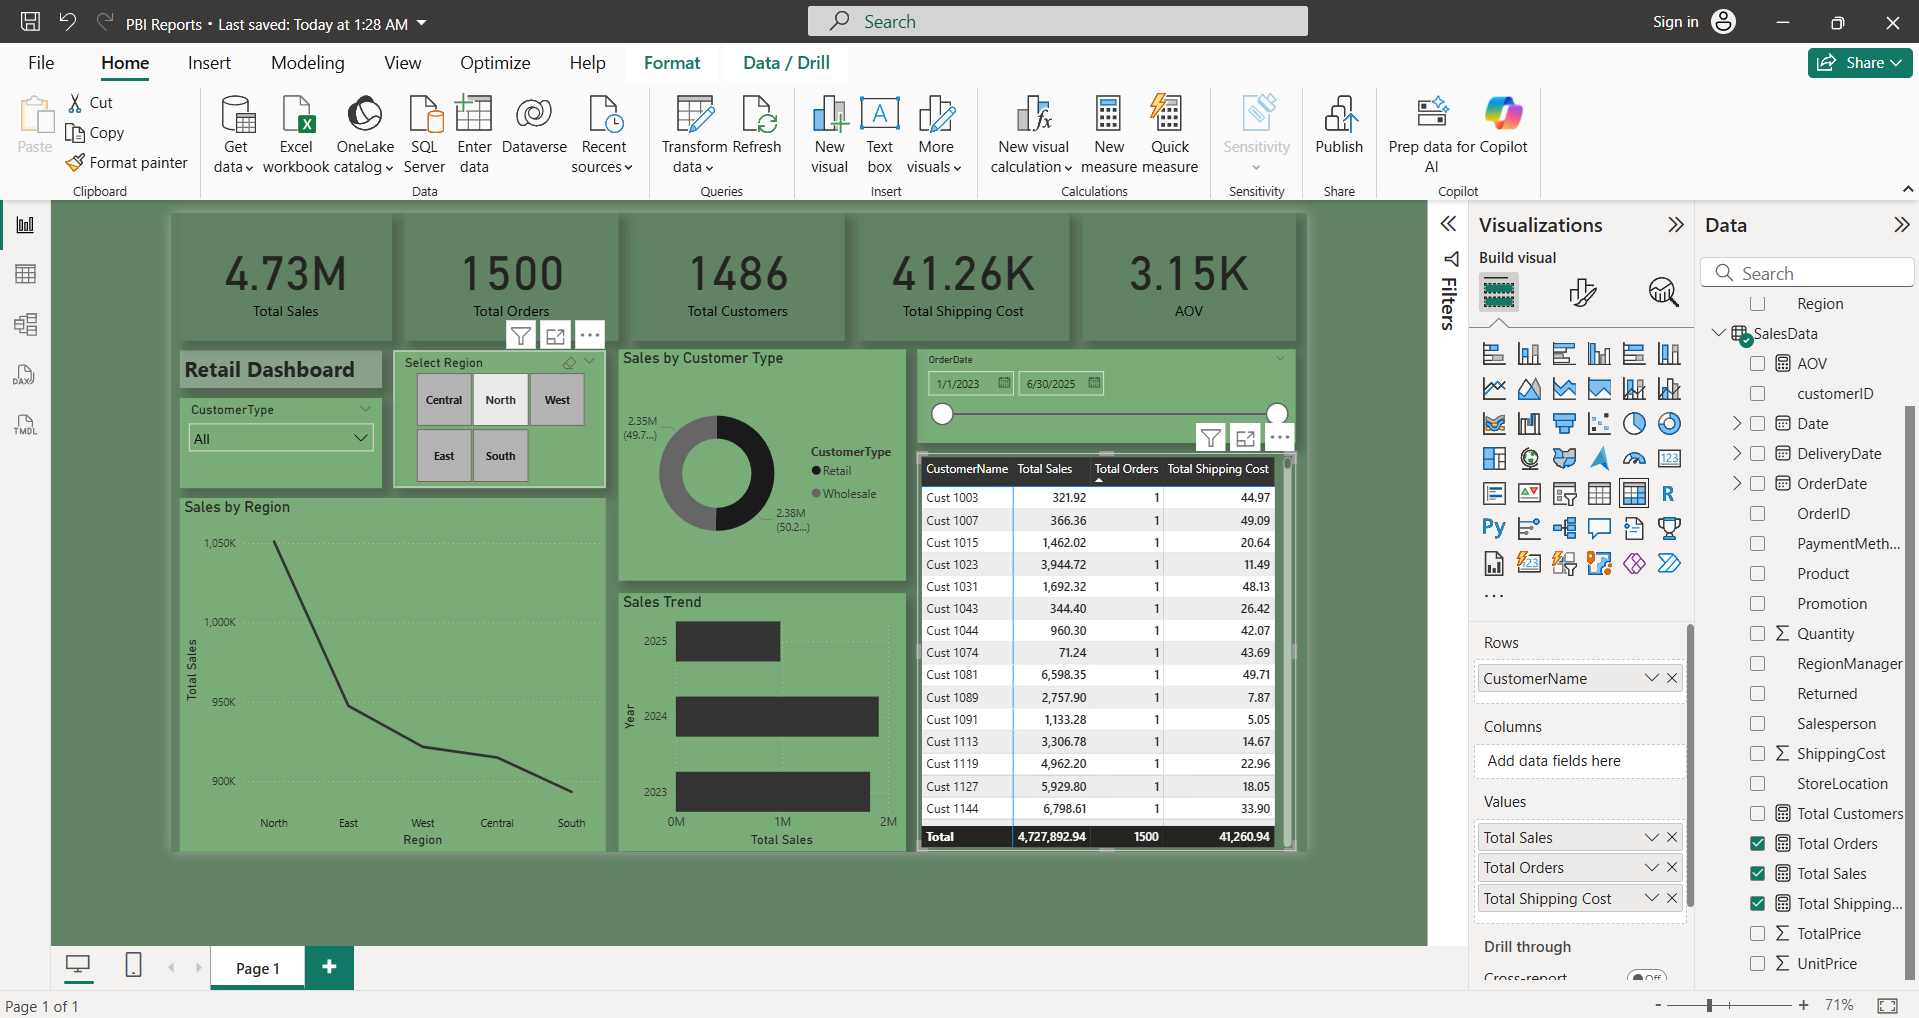 PBI Reports • Last saved: Today at 1:28 AM
Search
Sign in
File
Home
Insert
Modeling
View
Optimize
Help
Format
Data / Drill
Share
Paste
Cut
Copy
Format painter
Clipboard
Get data
Excel workbook
OneLake catalog
SQL Server
Enter data
Dataverse
Recent sources
Data
Transform data
Refresh
Queries
New visual
Text box
More visuals
Insert
New visual calculation
New measure
Quick measure
Calculations
Sensitivity
Sensitivity
Publish
Share
Prep data for AI
Copilot
Copilot
DAX
TMDL
4.73M
Total Sales
1500
Total Orders
1486
Total Customers
41.26K
Total Shipping Cost
3.15K
AOV
Retail Dashboard
CustomerType
All
Select Region
Central
North
West
East
South
Sales by Customer Type
2.35M
(49.7...)
2.38M
(50.2...)
CustomerType
Retail
Wholesale
OrderDate
1/1/2023
6/30/2025
Sales by Region
1,050K
1,000K
950K
900K
Total Sales
North
East
West
Central
South
Region
Sales Trend
Year
2025
2024
2023
0M
1M
2M
Total Sales
CustomerName Total Sales Total Orders Total Shipping Cost
Cust 1003 321.92 1 44.97
Cust 1007 366.36 1 49.09
Cust 1015 1,462.02 1 20.64
Cust 1023 3,944.72 1 11.49
Cust 1031 1,692.32 1 48.13
Cust 1043 344.40 1 26.42
Cust 1044 960.30 1 42.07
Cust 1074 71.24 1 43.69
Cust 1081 6,598.35 1 49.71
Cust 1089 2,757.90 1 7.87
Cust 1091 1,133.28 1 5.05
Cust 1113 3,306.78 1 14.67
Cust 1119 4,962.20 1 22.96
Cust 1127 5,929.80 1 18.05
Cust 1144 6,798.61 1 33.90
Total 4,727,892.94 1500 41,260.94
Filters
Visualizations
Build visual
123
R
Py
123
...
Rows
CustomerName
Columns
Add data fields here
Values
Total Sales
Total Orders
Total Shipping Cost
Drill through
Cross-report
Off
Data
Search
Region
SalesData
AOV
customerID
Date
DeliveryDate
OrderDate
OrderID
PaymentMeth...
Product
Promotion
Quantity
RegionManager
Returned
Salesperson
ShippingCost
StoreLocation
Total Customers
Total Orders
Total Sales
Total Shipping...
TotalPrice
UnitPrice
Page 1
Page 1 of 1
- + 71%